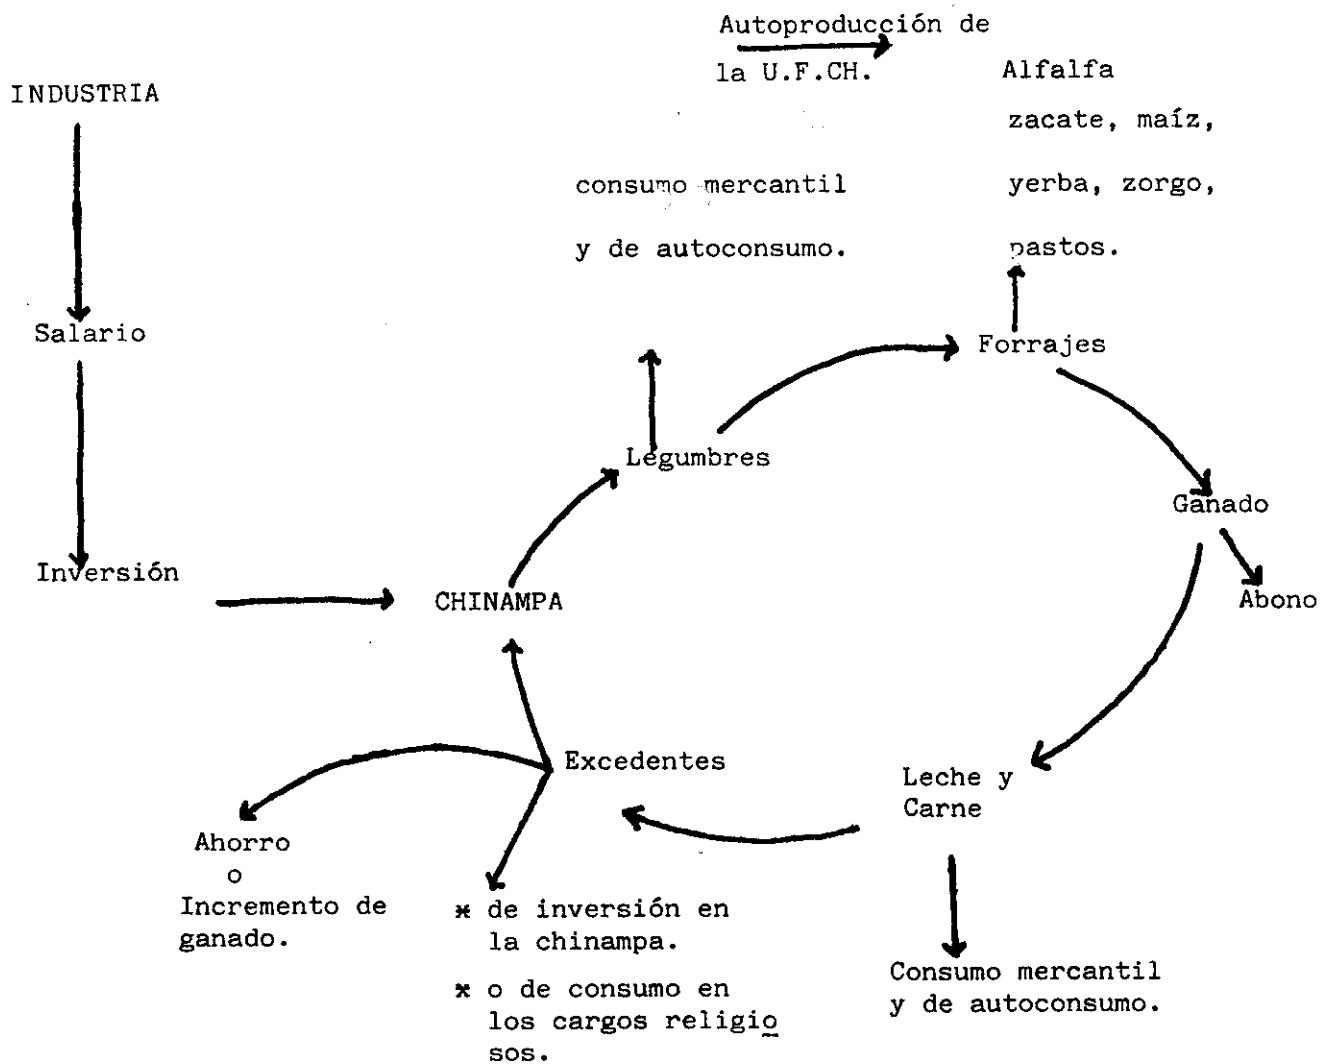 Autoproducción de
la U.F.CH.
INDUSTRIA
Alfalfa
zacate, maíz,
yerba, zorgo,
pastos.
consumo mercantil
y de autoconsumo.
Salario
Forrajes
Legumbres
Ganado
Inversión
CHINAMPA
Abono
Excedentes
Leche y
Carne
Ahorro
o
Incremento de
ganado.
* de inversión en
la chinampa.
* o de consumo en
los cargos religio
sos.
Consumo mercantil
y de autoconsumo.